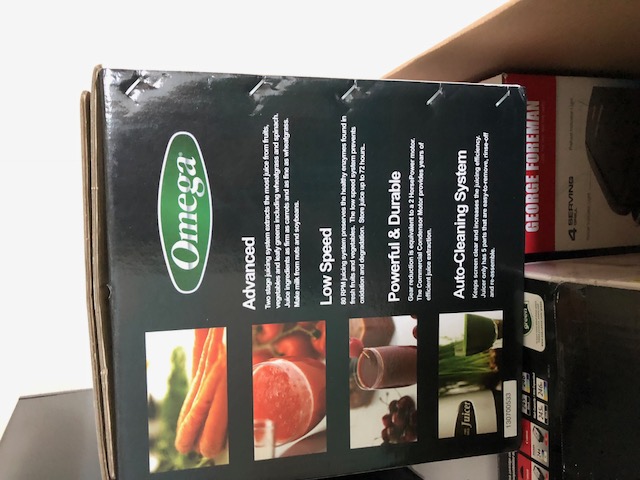 Omega
Advanced
Two stage juicing system extracts the most juice from fruits,
vegetables and leafy greens including wheatgrass and spinach.
Juice ingredients as firm as carrots and as fine as wheatgrass.
Make milk from nuts and soybeans.
Low Speed
80 RPM juicing system preserves the healthy enzymes found in
fresh fruits and vegetables. The low speed system prevents
oxidation and degradation. Store juice up to 72 hours..
Powerful & Durable
Gear reduction is equivalent to a 2 HorsePower motor.
The Commercial Condensor Motor provides years of
efficient juice extraction.
Auto-Cleaning System
Keeps screen clear and increases the juicing efficiency.
Juicer only has 5 parts that are easy-to-remove, rinse-off
and re-assemble.
Juicer
130700533
green
GEORGE FOREMAN
4 SERVING
GRILL